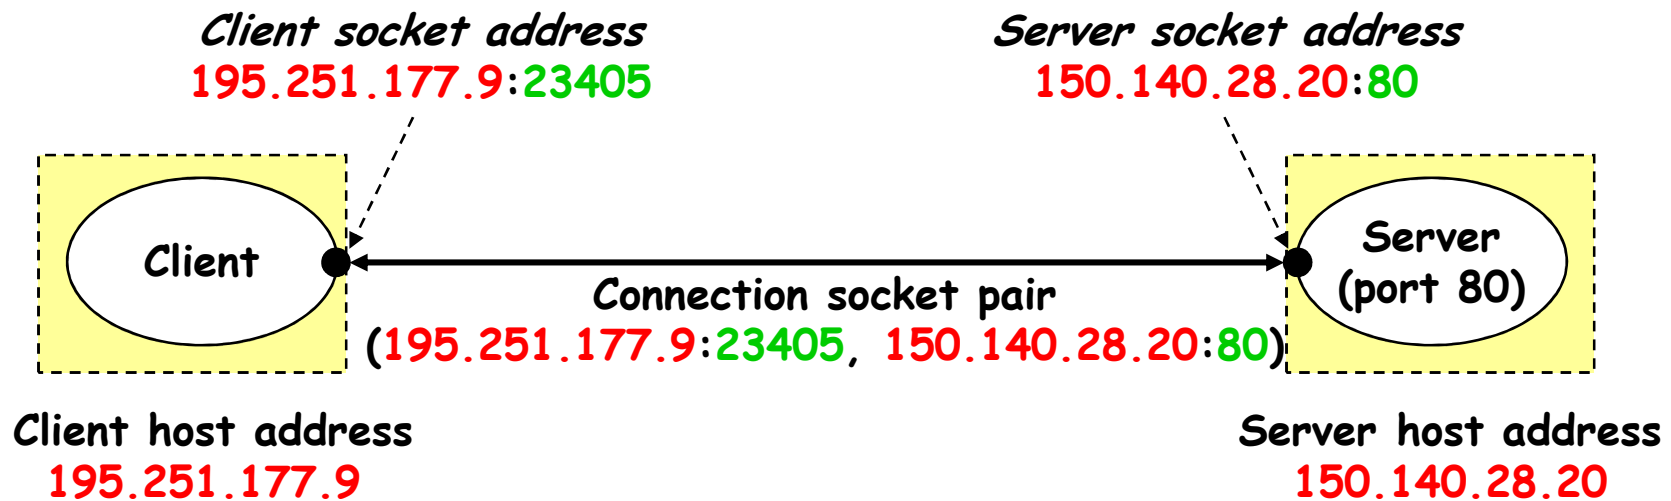 Client socket address
195.251.177.9:23405
Server socket address
150.140.28.20:80
Client
Server
(port 80)
Connection socket pair
(195.251.177.9:23405, 150.140.28.20:80)
Client host address
195.251.177.9
Server host address
150.140.28.20